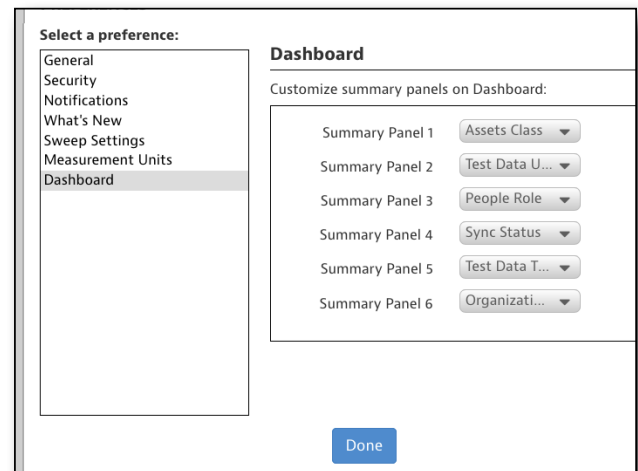 Select a preference:
General
Security
Notifications
What's New
Sweep Settings
Measurement Units
Dashboard
Dashboard
Customize summary panels on Dashboard:
Summary Panel 1 Assets Class
Summary Panel 2 Test Data U...
Summary Panel 3 People Role
Summary Panel 4 Sync Status
Summary Panel 5 Test Data T...
Summary Panel 6 Organizati...
Done